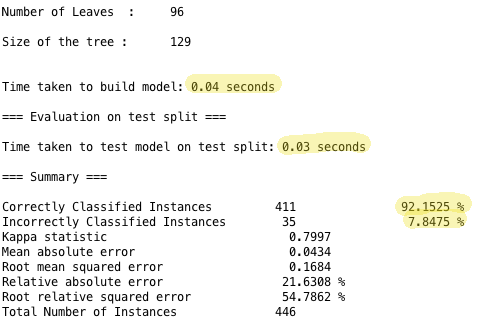 Number of Leaves  :     96
Size of the tree :      129
Time taken to build model: 0.04 seconds
=== Evaluation on test split ===
Time taken to test model on test split: 0.03 seconds
=== Summary ===
Correctly Classified Instances         411               92.1525 %
Incorrectly Classified Instances        35                7.8475 %
Kappa statistic                          0.7997
Mean absolute error                      0.0434
Root mean squared error                  0.1684
Relative absolute error                 21.6308 %
Root relative squared error             54.7862 %
Total Number of Instances              446